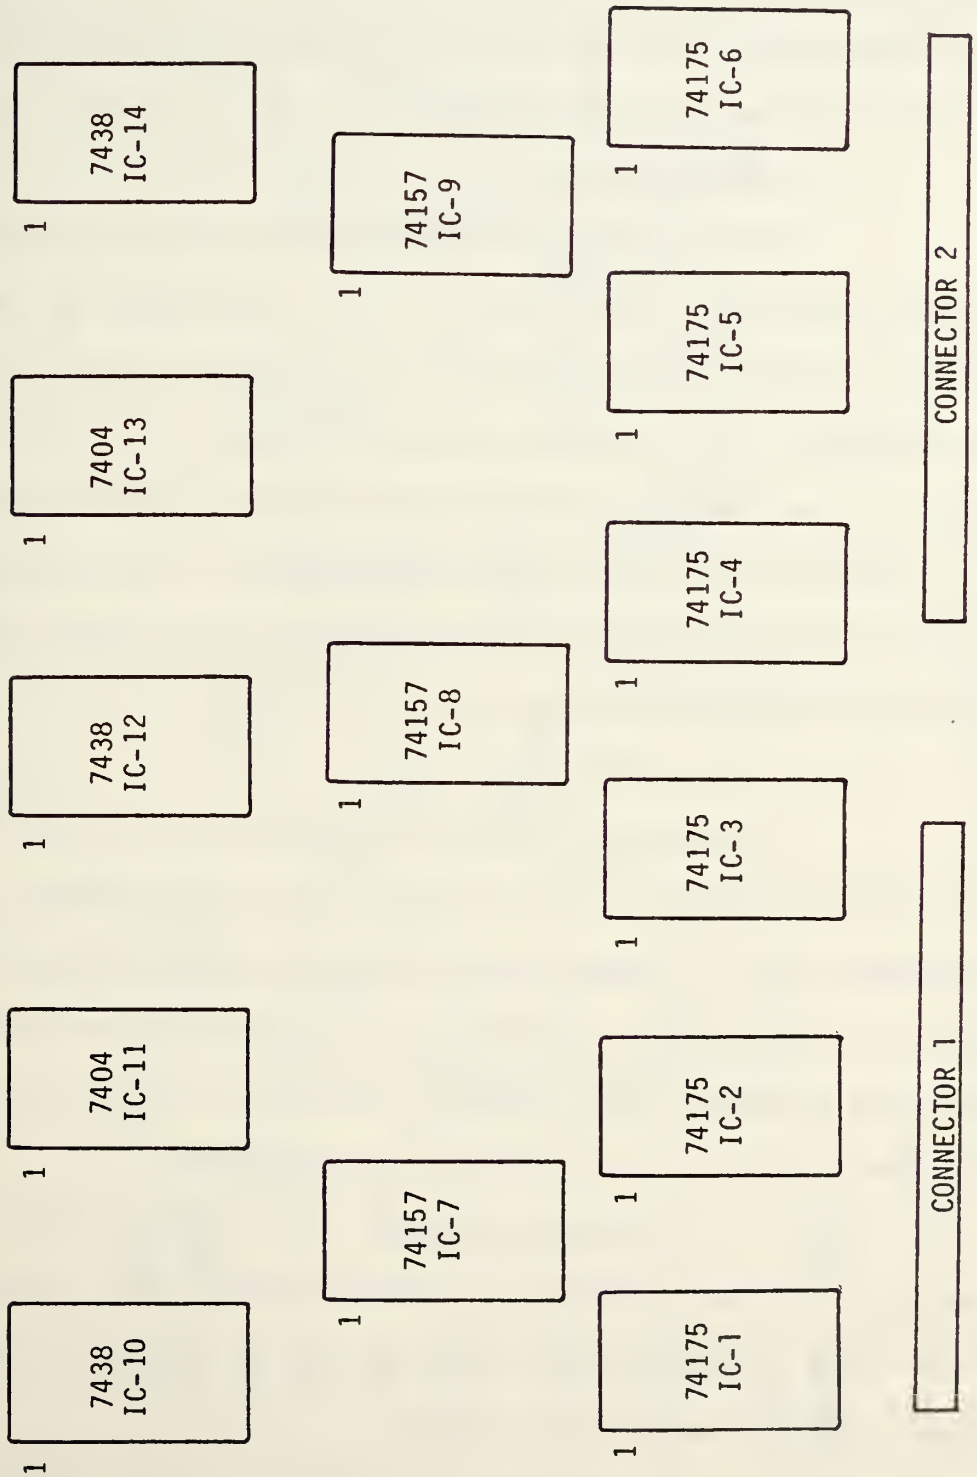 1
7438
IC-10
1
7404
IC-11
1
7438
IC-12
1
7404
IC-13
1
7438
IC-14
1
74157
IC-7
1
74157
IC-8
1
74157
IC-9
1
74175
IC-1
1
74175
IC-2
1
74175
IC-3
1
74175
IC-4
1
74175
IC-5
1
74175
IC-6
CONNECTOR 1
CONNECTOR 2